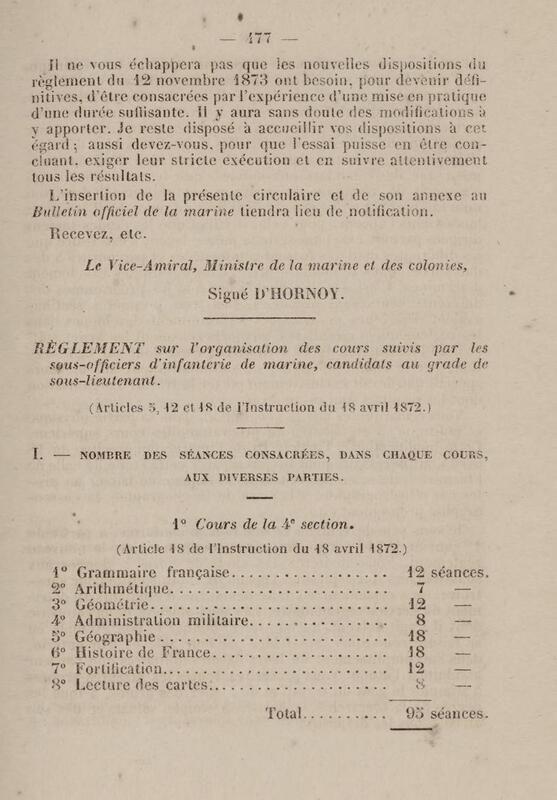 — 477 —
Il ne vous échappera pas que les nouvelles dispositions du
règlement du 12 novembre 1873 ont besoin, pour devenir défi-
nitives, d'être consacrées par l'expérience d'une mise en pratique
d'une durée suffisante. Il y aura sans doute des modifications à
y apporter. Je reste disposé à accueillir vos dispositions à cet
égard ; aussi devez-vous, pour que l'essai puisse en être con-
cluant, exiger leur stricte exécution et en suivre attentivement
tous les résultats.
L'insertion de la présente circulaire et de son annexe au
Bulletin officiel de la marine tiendra lieu de notification.
Recevez, etc.
Le Vice-Amiral, Ministre de la marine et des colonies,
Signé D'HORNOY.
RÈGLEMENT sur l'organisation des cours suivis par les
sous-officiers d'infanterie de marine, candidats au grade de
sous-lieutenant.
(Articles 5, 12 et 18 de l'Instruction du 18 avril 1872.)
I. — NOMBRE DES SÉANCES CONSACRÉES, DANS CHAQUE COURS,
AUX DIVERSES PARTIES.
1° Cours de la 4e section.
(Article 18 de l'Instruction du 18 avril 1872.)
1° Grammaire française.................. 12 séances.
2° Arithmétique......................... 7 —
3° Géométrie............................ 12 —
4° Administration militaire............. 8 —
5° Géographie........................... 18 —
6° Histoire de France................... 18 —
7° Fortification........................ 12 —
8° Lecture des cartes................... 8 —
Total.......... 95 séances.